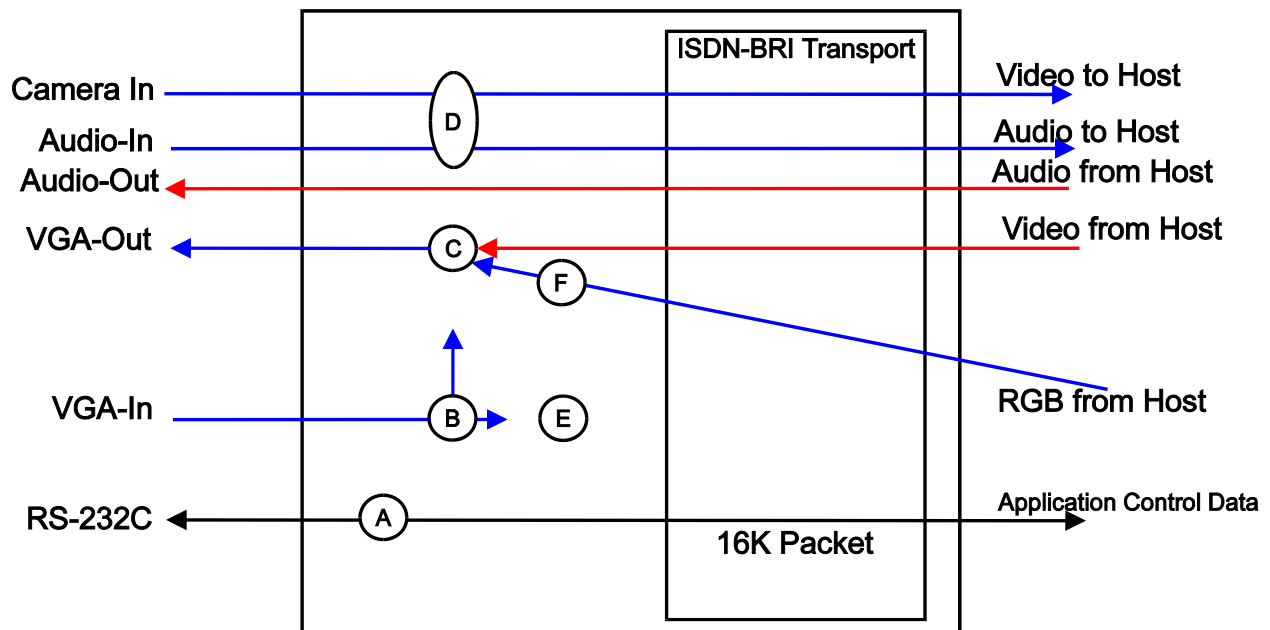 ISDN-BRI Transport
Camera In
Video to Host
D
Audio-In
Audio to Host
Audio-Out
Audio from Host
VGA-Out
C
Video from Host
F
VGA-In
B
E
RGB from Host
RS-232C
A
Application Control Data
16K Packet